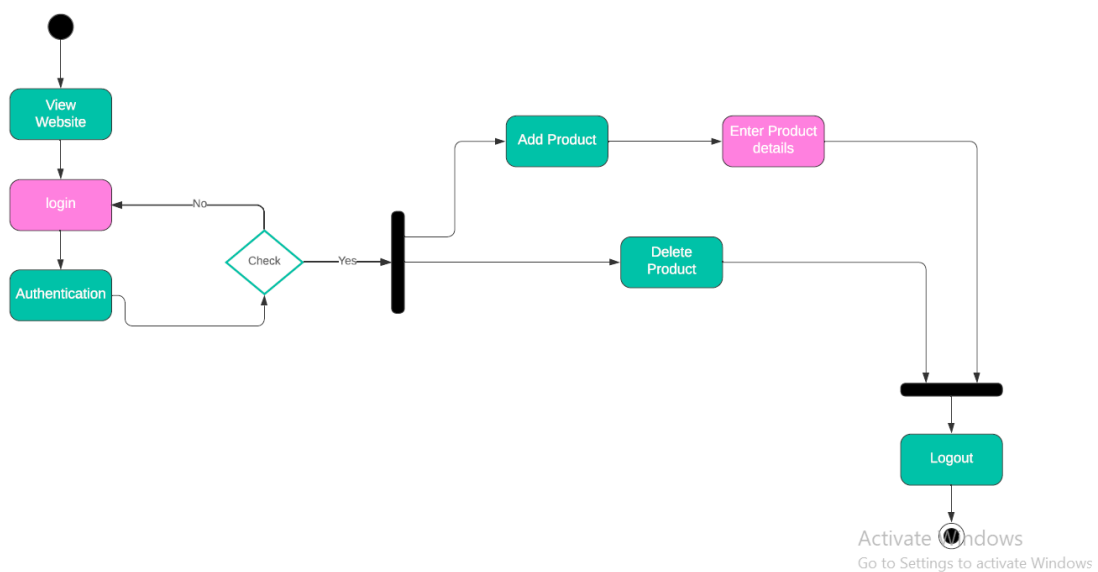 View
Website
login
Authentication
No
Check
Yes
Add Product
Enter Product
details
Delete
Product
Logout
Activate Windows
Go to Settings to activate Windows